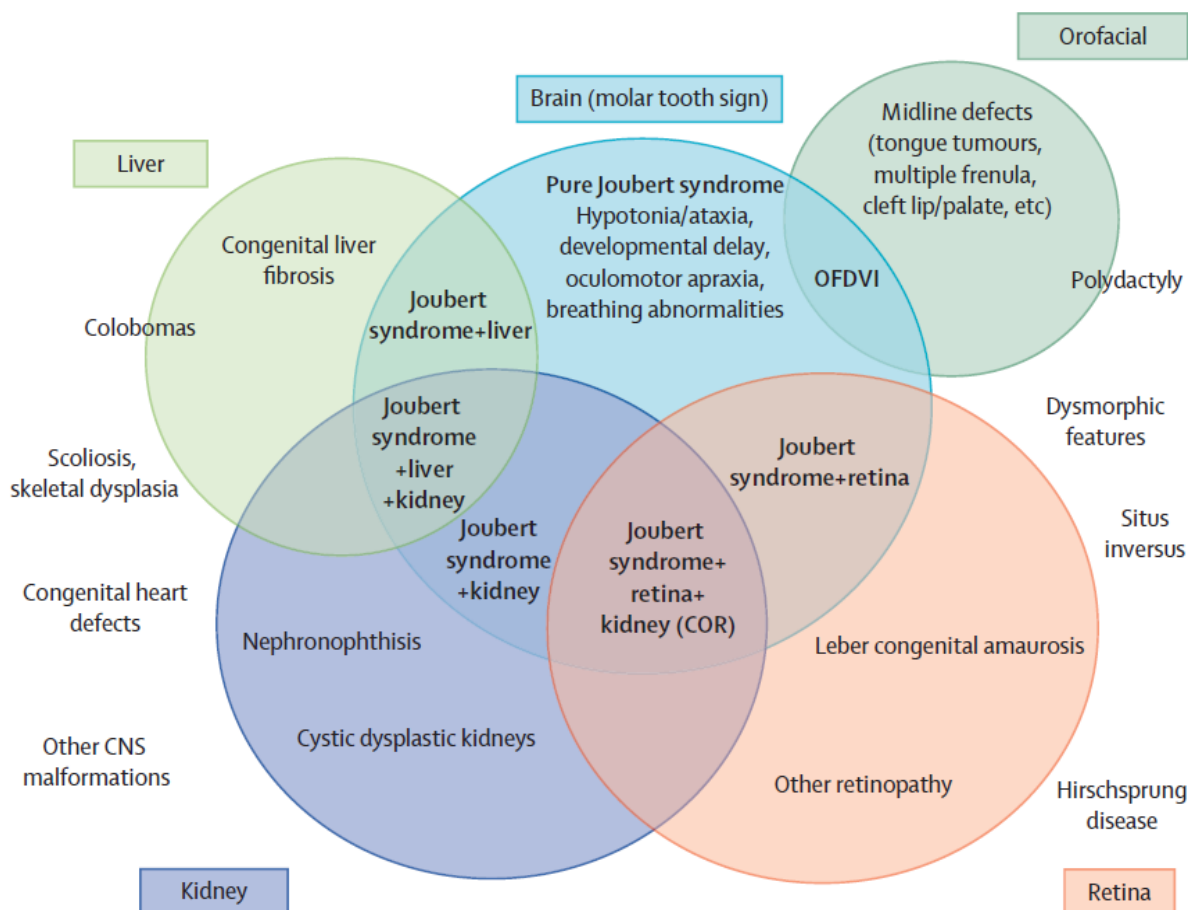 Orofacial
Brain (molar tooth sign)
Midline defects
(tongue tumours,
multiple frenula,
cleft lip/palate, etc)
Liver
Pure Joubert syndrome
Hypotonia/ataxia,
developmental delay,
oculomotor apraxia,
breathing abnormalities
Congenital liver
fibrosis
OFDVI
Polydactyly
Joubert
syndrome+liver
Colobomas
Joubert
syndrome
+liver
+kidney
Dysmorphic
features
Joubert
syndrome+retina
Scoliosis,
skeletal dysplasia
Joubert
syndrome
+kidney
Joubert
syndrome+
retina+
kidney (COR)
Situs
inversus
Congenital heart
defects
Nephronophthisis
Leber congenital amaurosis
Cystic dysplastic kidneys
Other CNS
malformations
Other retinopathy
Hirschsprung
disease
Kidney
Retina